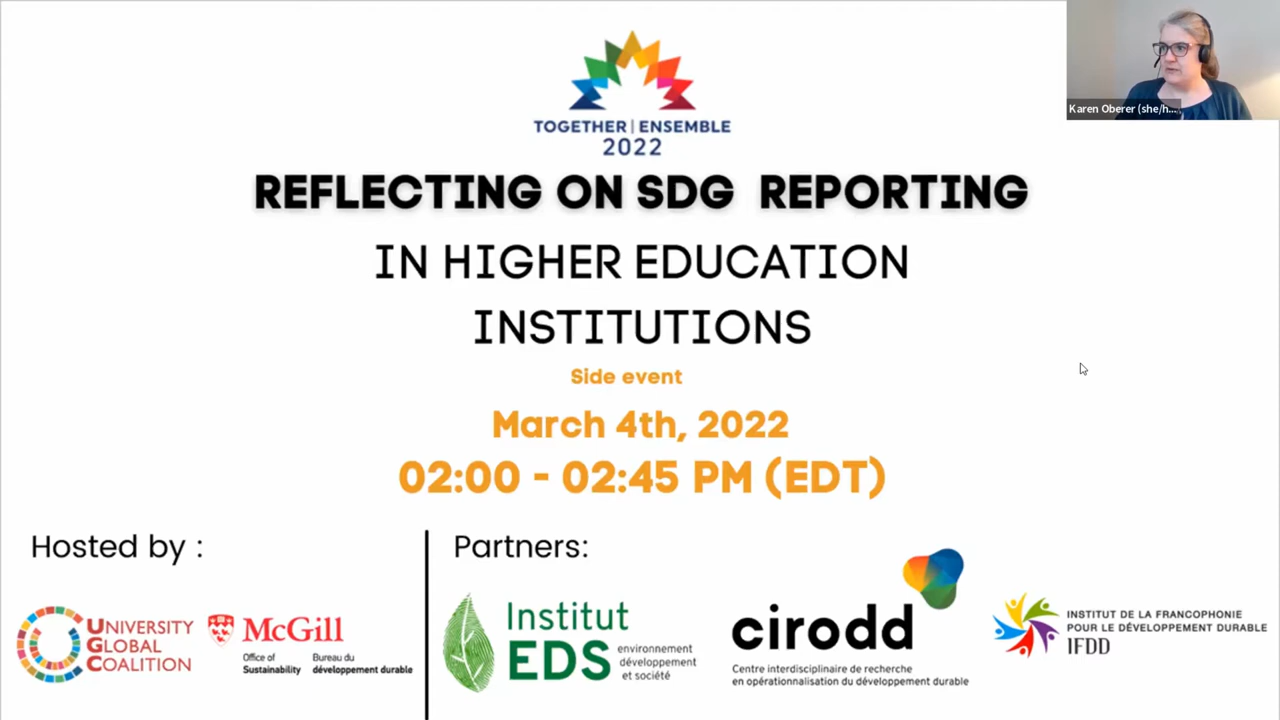 TOGETHER | ENSEMBLE
2022
REFLECTING ON SDG REPORTING
IN HIGHER EDUCATION
INSTITUTIONS
Side event
March 4th, 2022
02:00 - 02:45 PM (EDT)
Karen Oberer (she/h...
Hosted by :
UNIVERSITY
GLOBAL
COALITION
McGill
Office of
Sustainability
Bureau du
développement durable
Partners:
Institut
EDS
environnement
développement
et société
cirodd
Centre interdisciplinaire de recherche
en opérationnalisation du développement durable
INSTITUT DE LA FRANCOPHONIE
POUR LE DÉVELOPPEMENT DURABLE
IFDD